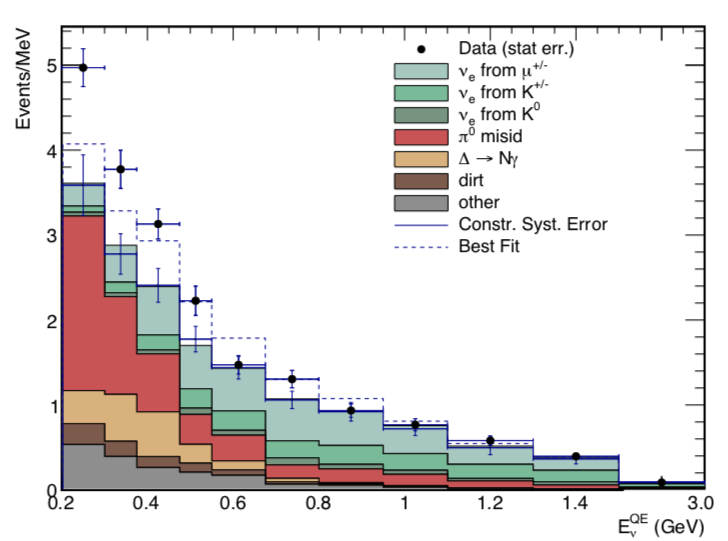 Events/MeV
5
4
3
2
1
0
Data (stat err.)
νe from μ+/-
νe from K+/-
νe from K0
π0 misid
Δ → Nγ
dirt
other
Constr. Syst. Error
Best Fit
0.2 0.4 0.6 0.8 1 1.2 1.4 3.0
EνQE (GeV)